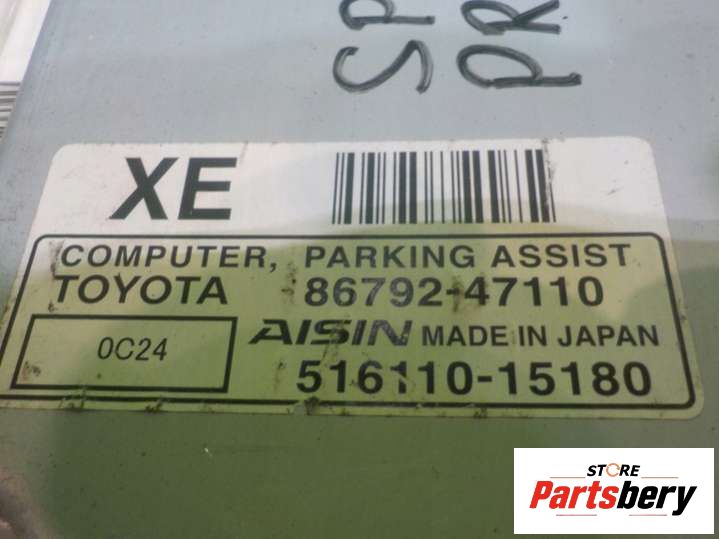 SP
PR
XE
COMPUTER, PARKING ASSIST
TOYOTA 86792-47110
0C24
AISIN MADE IN JAPAN
516110-15180
STORE
Partsbery